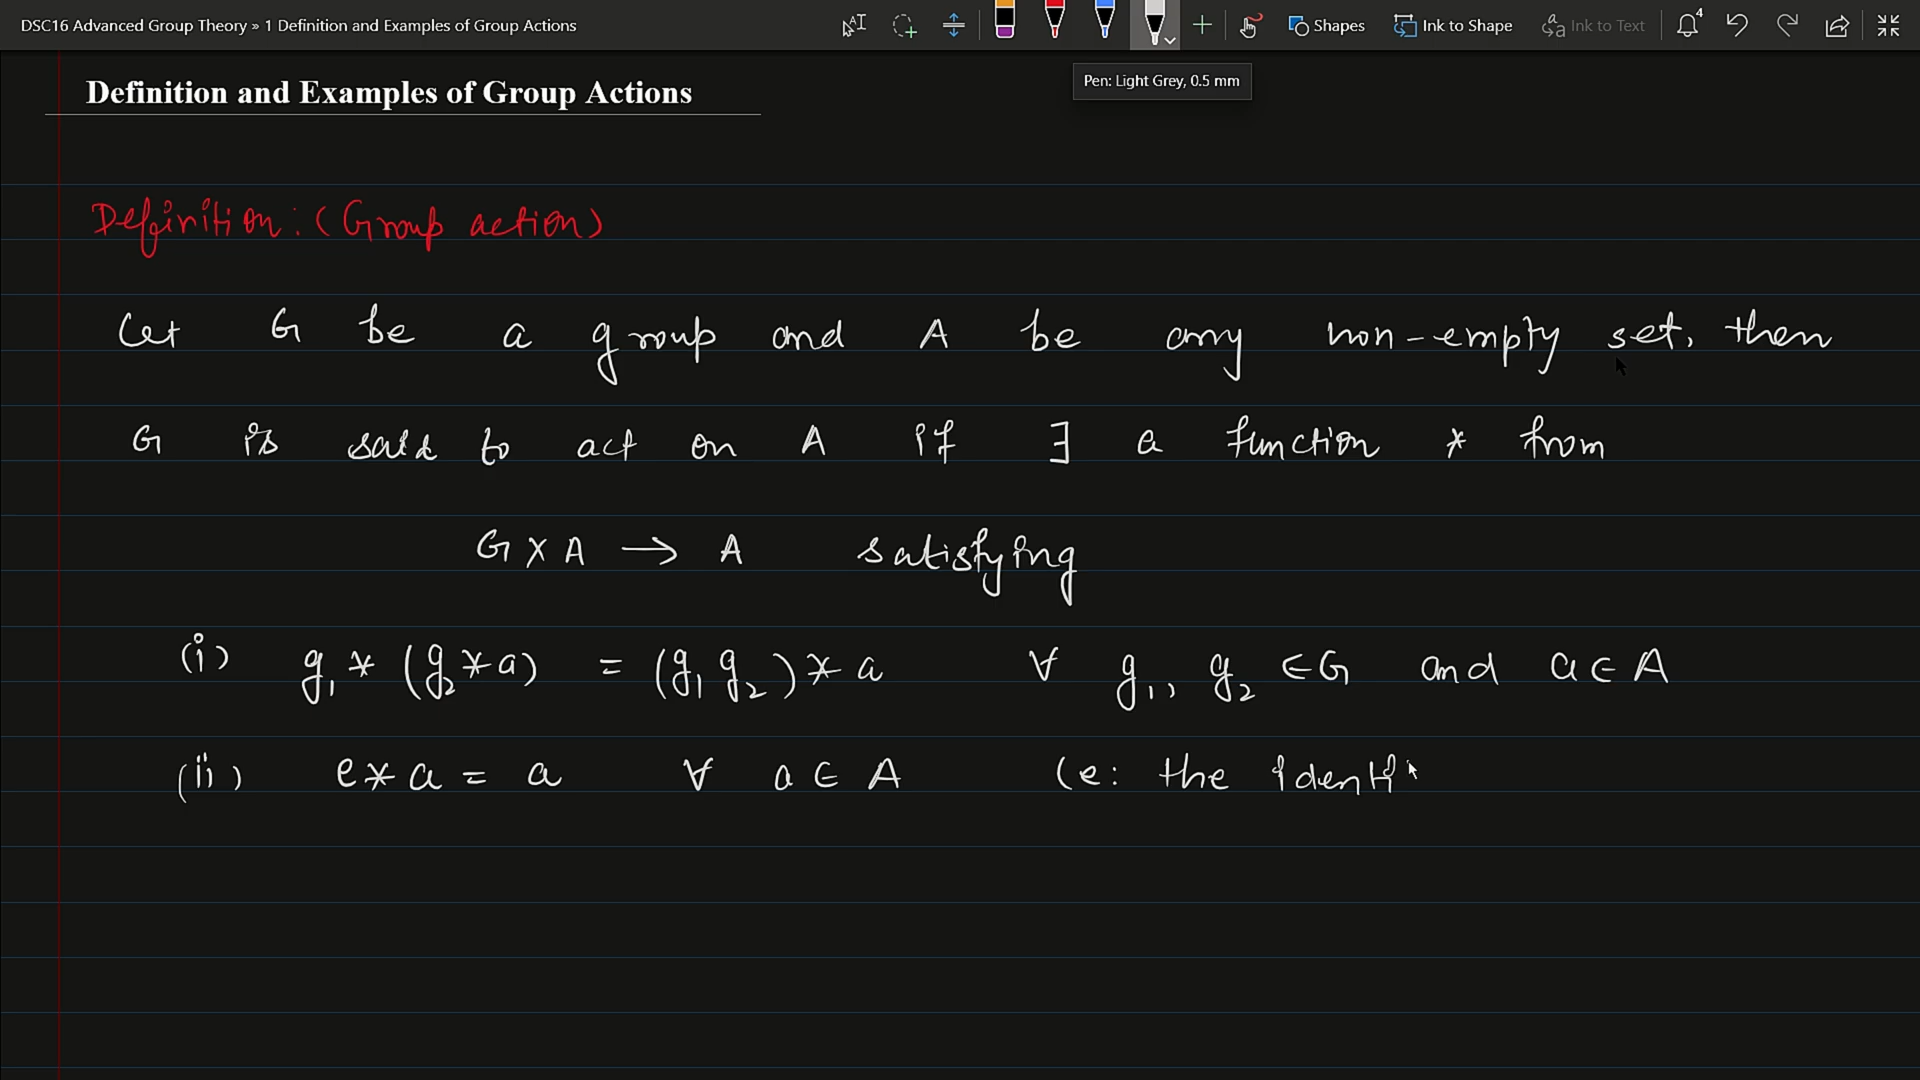 DSC16 Advanced Group Theory » 1 Definition and Examples of Group Actions
Shapes Ink to Shape Ink to Text 4
Pen: Light Grey, 0.5 mm
Definition and Examples of Group Actions
Definition: (Group action)
Let G be a group and A be any non-empty set, then
G is said to act on A if ∃ a function * from
G × A → A satisfying
(i) g₁ * (g₂ * a) = (g₁ g₂) * a ∀ g₁, g₂ ∈ G and a ∈ A
(ii) e * a = a ∀ a ∈ A (e: the identi